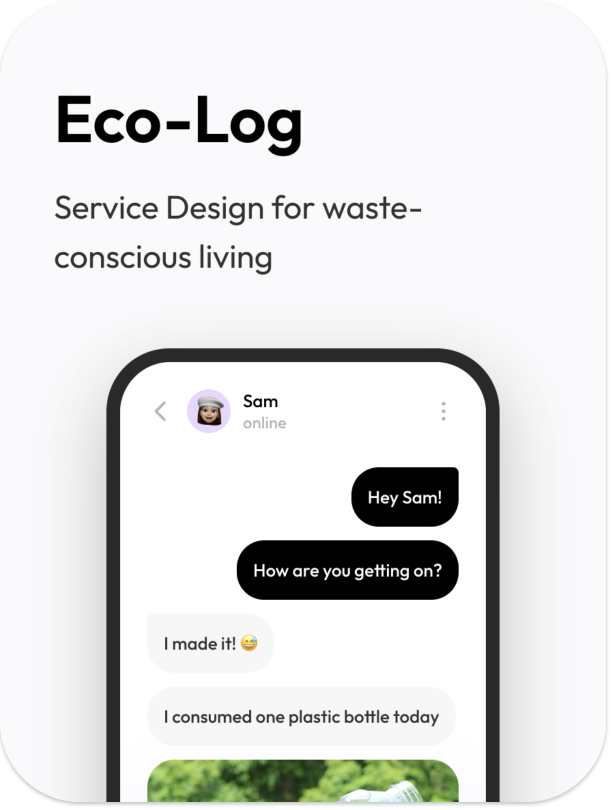 Eco-Log
Service Design for waste-
conscious living
Sam
online
Hey Sam!
How are you getting on?
I made it! 😅
I consumed one plastic bottle today